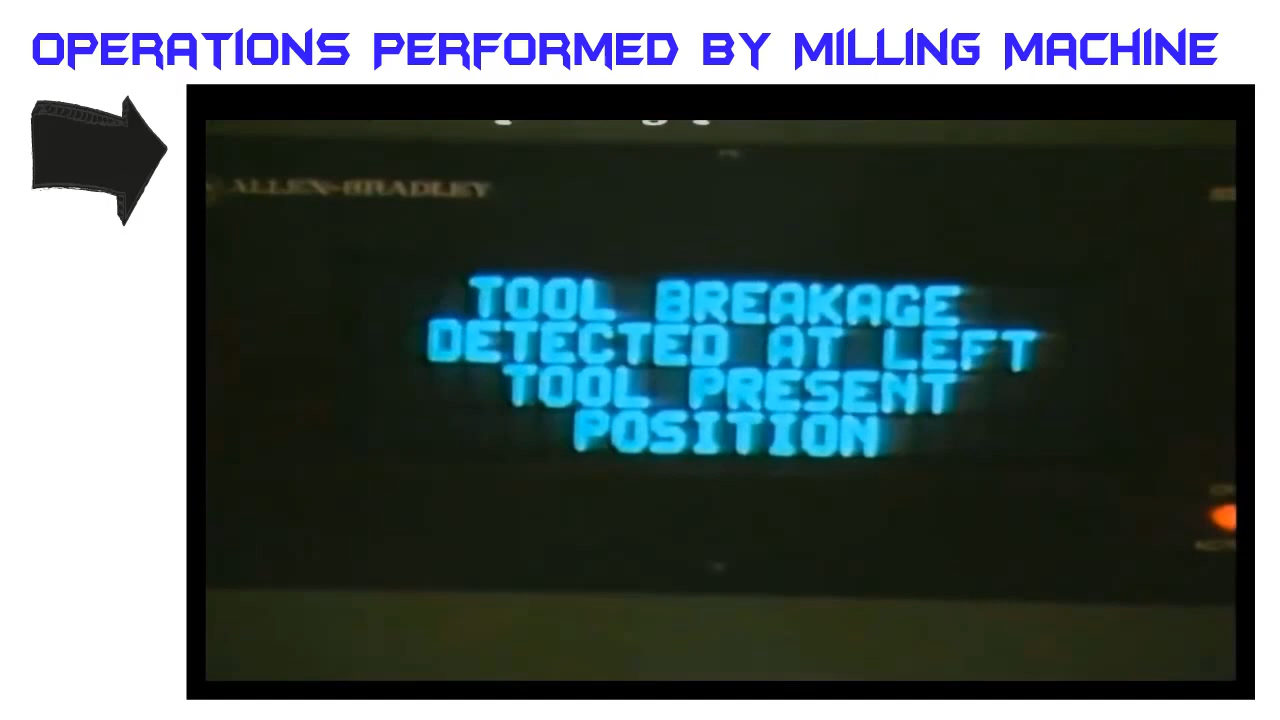 OPERATIONS PERFORMED BY MILLING MACHINE
ALLEN-BRADLEY
TOOL BREAKAGE
DETECTED AT LEFT
TOOL PRESENT
POSITION